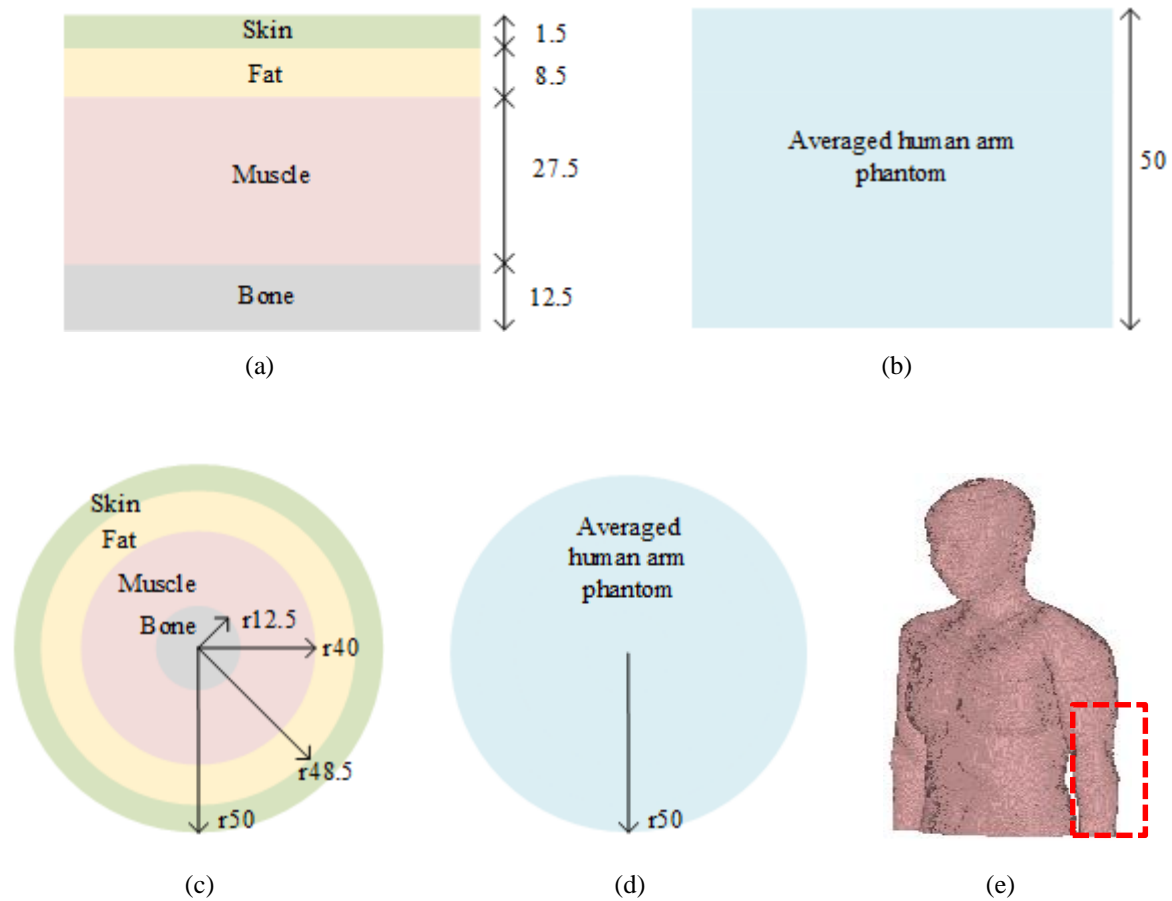 Skin
1.5
Fat
8.5
Muscle
27.5
Bone
12.5
(a)
Averaged human arm
phantom
50
(b)
Skin
Fat
Muscle
Bone
r12.5
r40
r48.5
r50
(c)
Averaged
human arm
phantom
r50
(d)
(e)